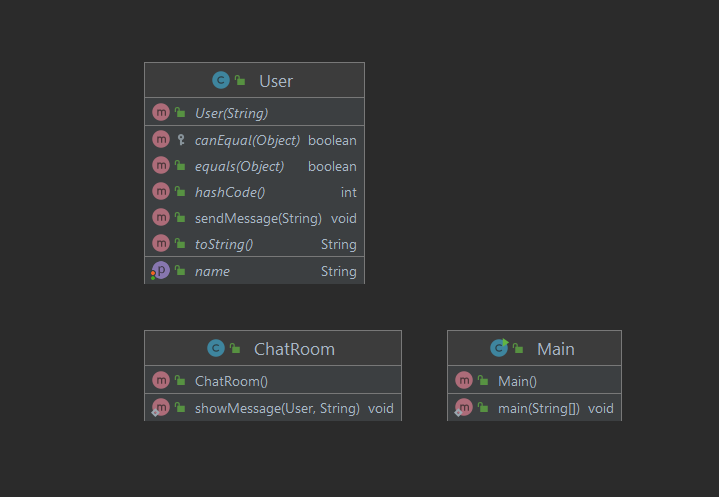 User
User(String)
canEqual(Object) boolean
equals(Object) boolean
hashCode() int
sendMessage(String) void
toString() String
name String
ChatRoom
ChatRoom()
showMessage(User, String) void
Main
Main()
main(String[]) void